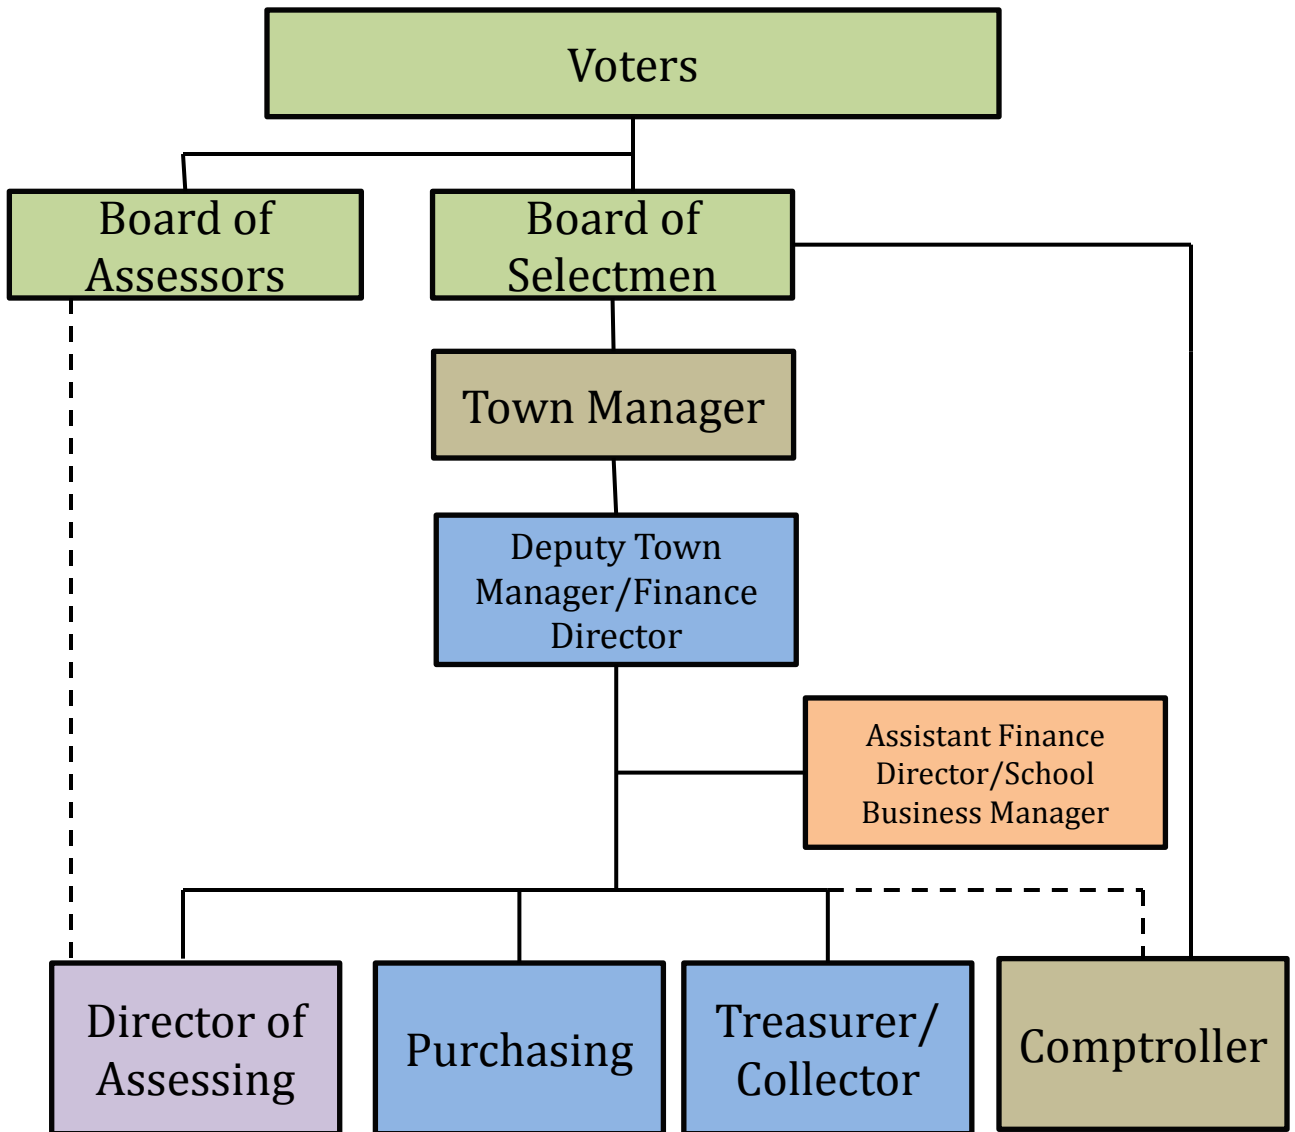 Voters
Board of
Assessors
Board of
Selectmen
Town Manager
Deputy Town
Manager/Finance
Director
Assistant Finance
Director/School
Business Manager
Director of
Assessing
Purchasing
Treasurer/
Collector
Comptroller